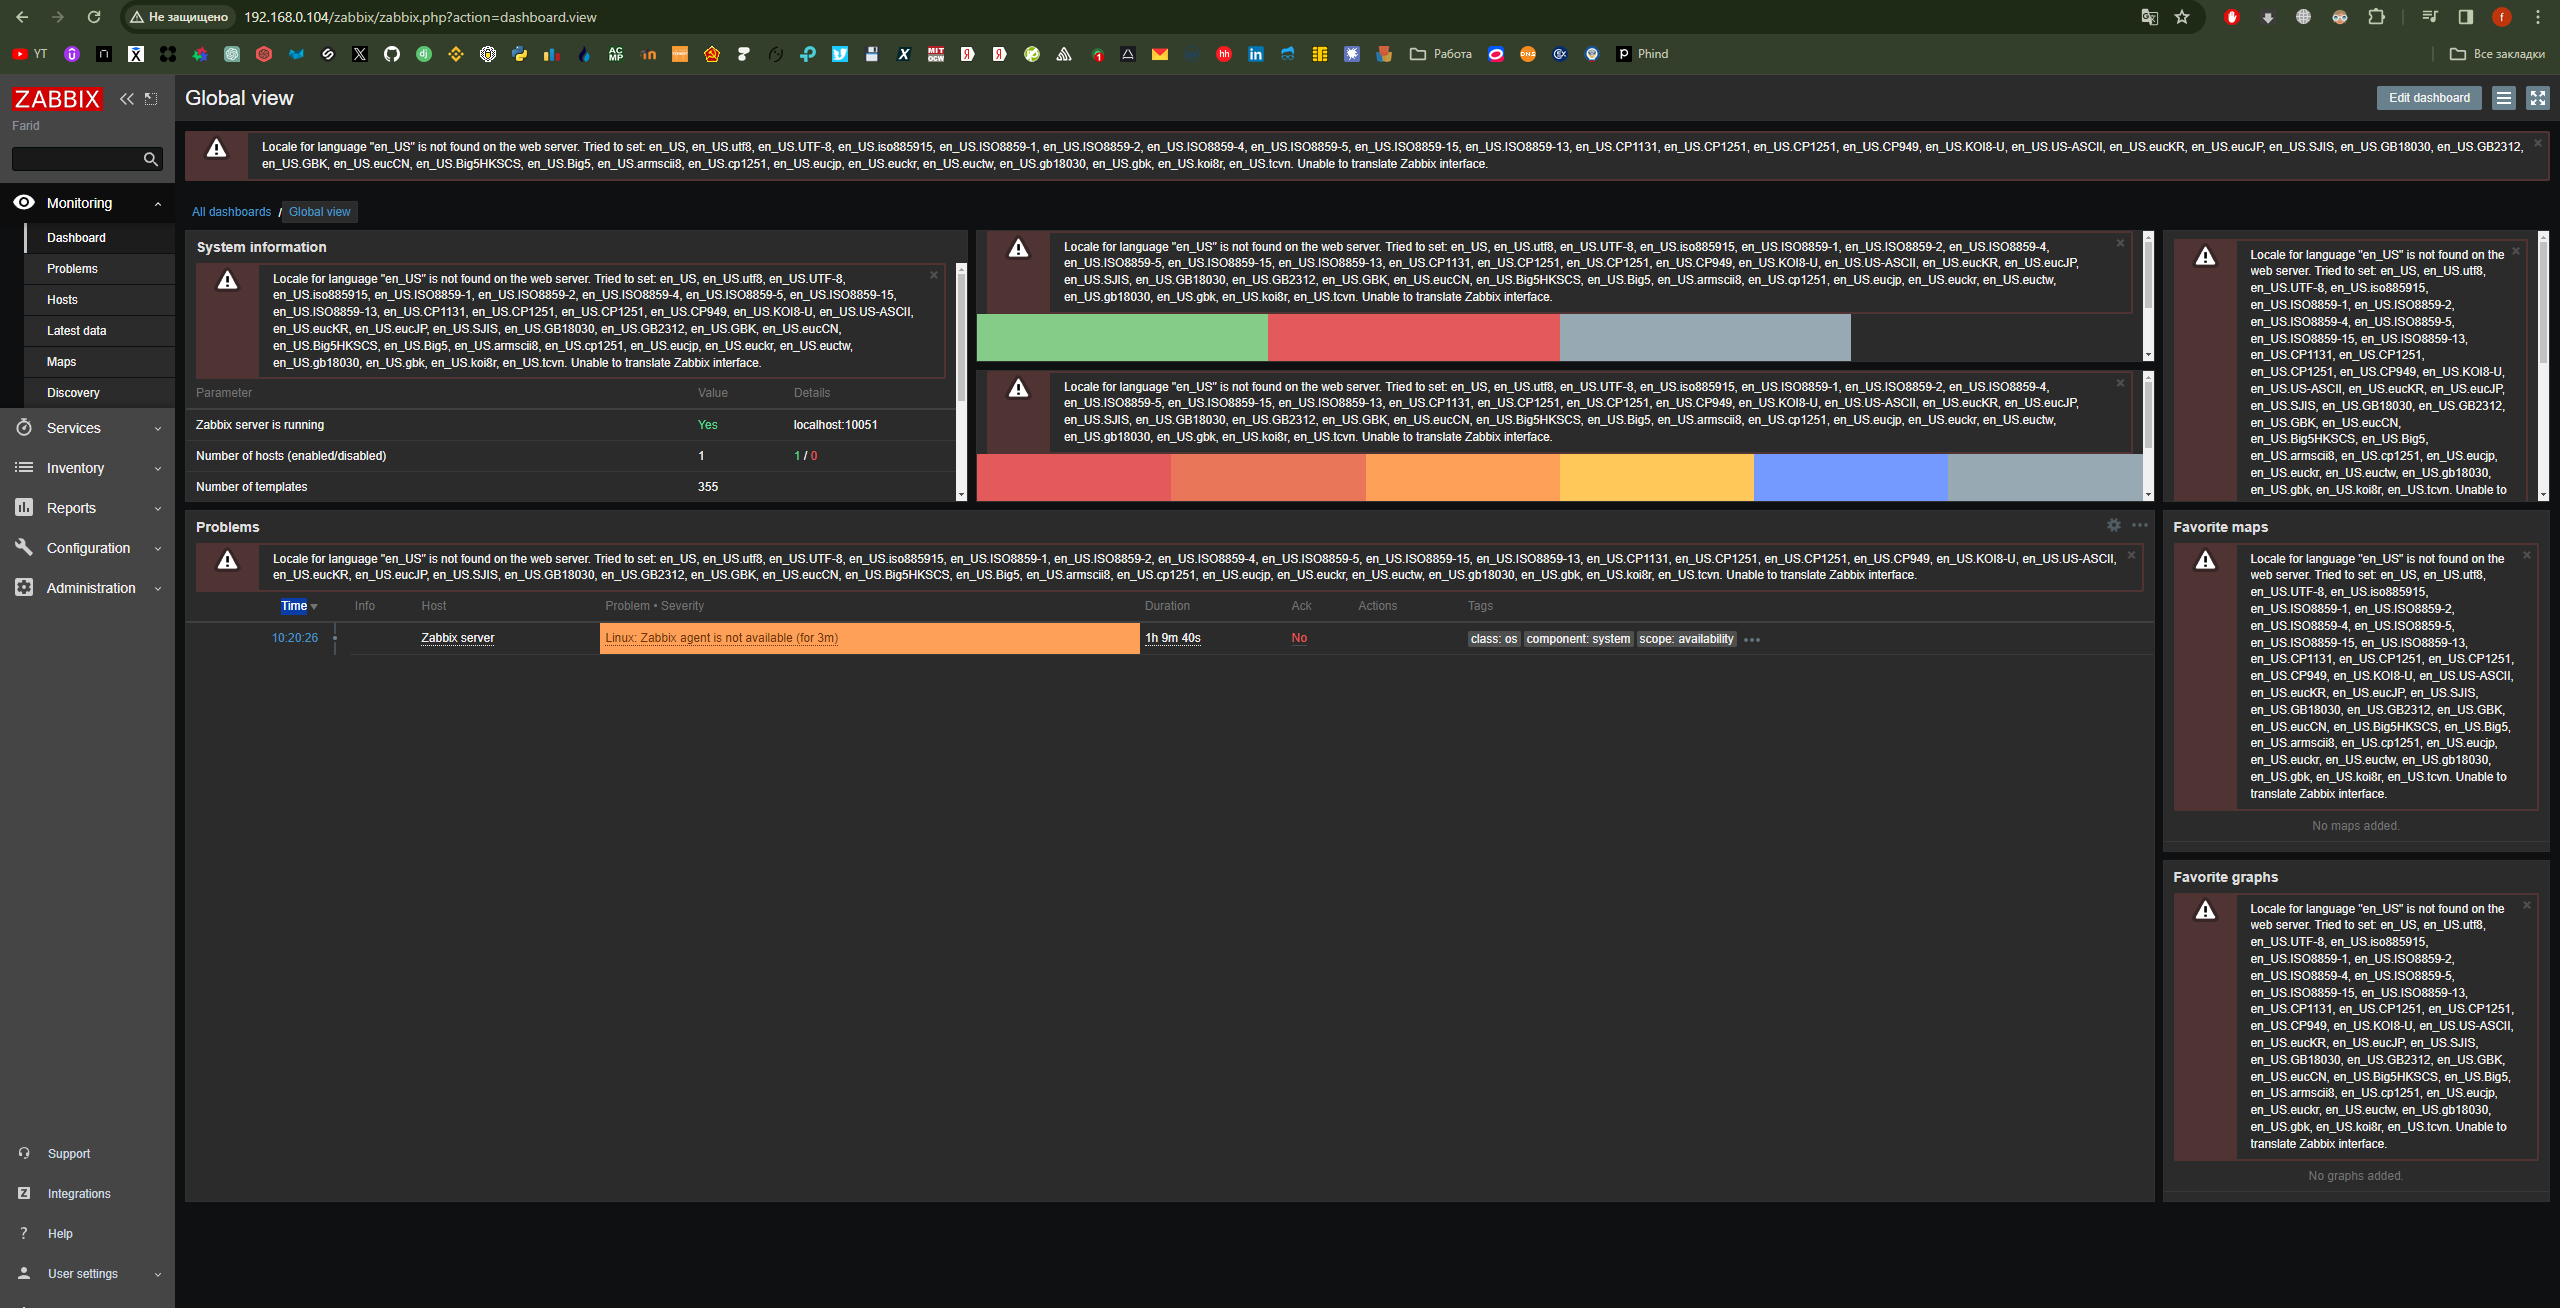 Не защищено 192.168.0.104/zabbix/zabbix.php?action=dashboard.view f
YT AC MP MIT OCW hh in DNS Работа Phind Все закладки
ZABBIX
Farid
Monitoring
Dashboard
Problems
Hosts
Latest data
Maps
Discovery
Services
Inventory
Reports
Configuration
Administration
Support
Integrations
Help
User settings
Global view
Edit dashboard
Locale for language "en_US" is not found on the web server. Tried to set: en_US, en_US.utf8, en_US.UTF-8, en_US.iso885915, en_US.ISO8859-1, en_US.ISO8859-2, en_US.ISO8859-4, en_US.ISO8859-5, en_US.ISO8859-15, en_US.ISO8859-13, en_US.CP1131, en_US.CP1251, en_US.CP1251, en_US.CP949, en_US.KOI8-U, en_US.US-ASCII, en_US.eucKR, en_US.eucJP, en_US.SJIS, en_US.GB18030, en_US.GB2312,
en_US.GBK, en_US.eucCN, en_US.Big5HKSCS, en_US.Big5, en_US.armscii8, en_US.cp1251, en_US.eucjp, en_US.euckr, en_US.euctw, en_US.gb18030, en_US.gbk, en_US.koi8r, en_US.tcvn. Unable to translate Zabbix interface.
All dashboards / Global view
System information
Locale for language "en_US" is not found on the web server. Tried to set: en_US, en_US.utf8, en_US.UTF-8,
en_US.iso885915, en_US.ISO8859-1, en_US.ISO8859-2, en_US.ISO8859-4, en_US.ISO8859-5, en_US.ISO8859-15,
en_US.ISO8859-13, en_US.CP1131, en_US.CP1251, en_US.CP1251, en_US.CP949, en_US.KOI8-U, en_US.US-ASCII,
en_US.eucKR, en_US.eucJP, en_US.SJIS, en_US.GB18030, en_US.GB2312, en_US.GBK, en_US.eucCN,
en_US.Big5HKSCS, en_US.Big5, en_US.armscii8, en_US.cp1251, en_US.eucjp, en_US.euckr, en_US.euctw,
en_US.gb18030, en_US.gbk, en_US.koi8r, en_US.tcvn. Unable to translate Zabbix interface.
Parameter Value Details
Zabbix server is running Yes localhost:10051
Number of hosts (enabled/disabled) 1 1 / 0
Number of templates 355
Locale for language "en_US" is not found on the web server. Tried to set: en_US, en_US.utf8, en_US.UTF-8, en_US.iso885915, en_US.ISO8859-1, en_US.ISO8859-2, en_US.ISO8859-4,
en_US.ISO8859-5, en_US.ISO8859-15, en_US.ISO8859-13, en_US.CP1131, en_US.CP1251, en_US.CP1251, en_US.CP949, en_US.KOI8-U, en_US.US-ASCII, en_US.eucKR, en_US.eucJP,
en_US.SJIS, en_US.GB18030, en_US.GB2312, en_US.GBK, en_US.eucCN, en_US.Big5HKSCS, en_US.Big5, en_US.armscii8, en_US.cp1251, en_US.eucjp, en_US.euckr, en_US.euctw,
en_US.gb18030, en_US.gbk, en_US.koi8r, en_US.tcvn. Unable to translate Zabbix interface.
Locale for language "en_US" is not found on the web server. Tried to set: en_US, en_US.utf8, en_US.UTF-8, en_US.iso885915, en_US.ISO8859-1, en_US.ISO8859-2, en_US.ISO8859-4,
en_US.ISO8859-5, en_US.ISO8859-15, en_US.ISO8859-13, en_US.CP1131, en_US.CP1251, en_US.CP1251, en_US.CP949, en_US.KOI8-U, en_US.US-ASCII, en_US.eucKR, en_US.eucJP,
en_US.SJIS, en_US.GB18030, en_US.GB2312, en_US.GBK, en_US.eucCN, en_US.Big5HKSCS, en_US.Big5, en_US.armscii8, en_US.cp1251, en_US.eucjp, en_US.euckr, en_US.euctw,
en_US.gb18030, en_US.gbk, en_US.koi8r, en_US.tcvn. Unable to translate Zabbix interface.
Locale for language "en_US" is not found on the
web server. Tried to set: en_US, en_US.utf8,
en_US.UTF-8, en_US.iso885915,
en_US.ISO8859-1, en_US.ISO8859-2,
en_US.ISO8859-4, en_US.ISO8859-5,
en_US.ISO8859-15, en_US.ISO8859-13,
en_US.CP1131, en_US.CP1251,
en_US.CP1251, en_US.CP949, en_US.KOI8-U,
en_US.US-ASCII, en_US.eucKR, en_US.eucJP,
en_US.SJIS, en_US.GB18030, en_US.GB2312,
en_US.GBK, en_US.eucCN,
en_US.Big5HKSCS, en_US.Big5,
en_US.armscii8, en_US.cp1251, en_US.eucjp,
en_US.euckr, en_US.euctw, en_US.gb18030,
en_US.gbk, en_US.koi8r, en_US.tcvn. Unable to
Problems
Locale for language "en_US" is not found on the web server. Tried to set: en_US, en_US.utf8, en_US.UTF-8, en_US.iso885915, en_US.ISO8859-1, en_US.ISO8859-2, en_US.ISO8859-4, en_US.ISO8859-5, en_US.ISO8859-15, en_US.ISO8859-13, en_US.CP1131, en_US.CP1251, en_US.CP1251, en_US.CP949, en_US.KOI8-U, en_US.US-ASCII,
en_US.eucKR, en_US.eucJP, en_US.SJIS, en_US.GB18030, en_US.GB2312, en_US.GBK, en_US.eucCN, en_US.Big5HKSCS, en_US.Big5, en_US.armscii8, en_US.cp1251, en_US.eucjp, en_US.euckr, en_US.euctw, en_US.gb18030, en_US.gbk, en_US.koi8r, en_US.tcvn. Unable to translate Zabbix interface.
Time Info Host Problem • Severity Duration Ack Actions Tags
10:20:26 Zabbix server Linux: Zabbix agent is not available (for 3m) 1h 9m 40s No class: os component: system scope: availability
Favorite maps
Locale for language "en_US" is not found on the
web server. Tried to set: en_US, en_US.utf8,
en_US.UTF-8, en_US.iso885915,
en_US.ISO8859-1, en_US.ISO8859-2,
en_US.ISO8859-4, en_US.ISO8859-5,
en_US.ISO8859-15, en_US.ISO8859-13,
en_US.CP1131, en_US.CP1251, en_US.CP1251,
en_US.CP949, en_US.KOI8-U, en_US.US-ASCII,
en_US.eucKR, en_US.eucJP, en_US.SJIS,
en_US.GB18030, en_US.GB2312, en_US.GBK,
en_US.eucCN, en_US.Big5HKSCS, en_US.Big5,
en_US.armscii8, en_US.cp1251, en_US.eucjp,
en_US.euckr, en_US.euctw, en_US.gb18030,
en_US.gbk, en_US.koi8r, en_US.tcvn. Unable to
translate Zabbix interface.
No maps added.
Favorite graphs
Locale for language "en_US" is not found on the
web server. Tried to set: en_US, en_US.utf8,
en_US.UTF-8, en_US.iso885915,
en_US.ISO8859-1, en_US.ISO8859-2,
en_US.ISO8859-4, en_US.ISO8859-5,
en_US.ISO8859-15, en_US.ISO8859-13,
en_US.CP1131, en_US.CP1251, en_US.CP1251,
en_US.CP949, en_US.KOI8-U, en_US.US-ASCII,
en_US.eucKR, en_US.eucJP, en_US.SJIS,
en_US.GB18030, en_US.GB2312, en_US.GBK,
en_US.eucCN, en_US.Big5HKSCS, en_US.Big5,
en_US.armscii8, en_US.cp1251, en_US.eucjp,
en_US.euckr, en_US.euctw, en_US.gb18030,
en_US.gbk, en_US.koi8r, en_US.tcvn. Unable to
translate Zabbix interface.
No graphs added.